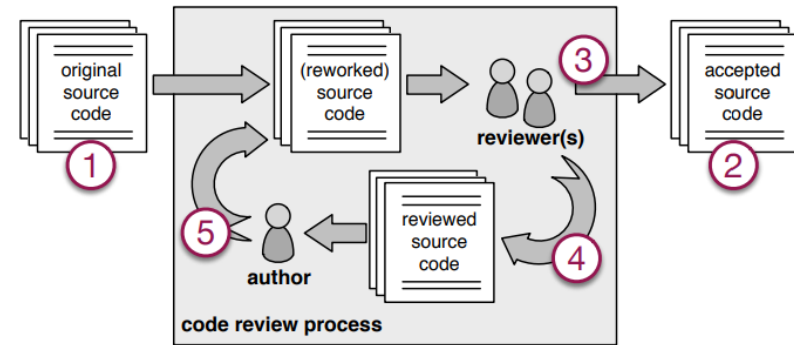 original
source
code
1
(reworked)
source
code
reviewer(s)
3
accepted
source
code
2
5
author
reviewed
source
code
4
code review process